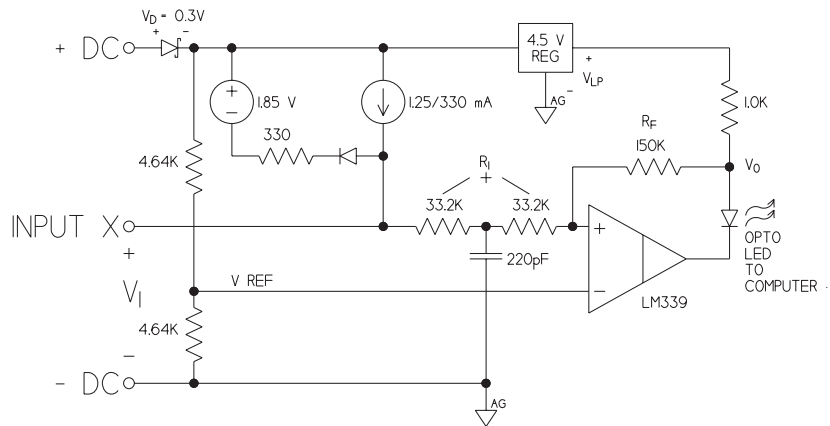 V_D = 0.3V
+ -
+ DC
4.5 V
REG
+
V_LP
-
AG
+
-
1.85 V
1.25/330 mA
1.0K
330
R_F
150K
V_O
4.64K
R_I
+
33.2K
33.2K
INPUT X
+
V_I
-
220pF
+
-
LM339
OPTO
LED
TO
COMPUTER
V REF
4.64K
- DC
AG